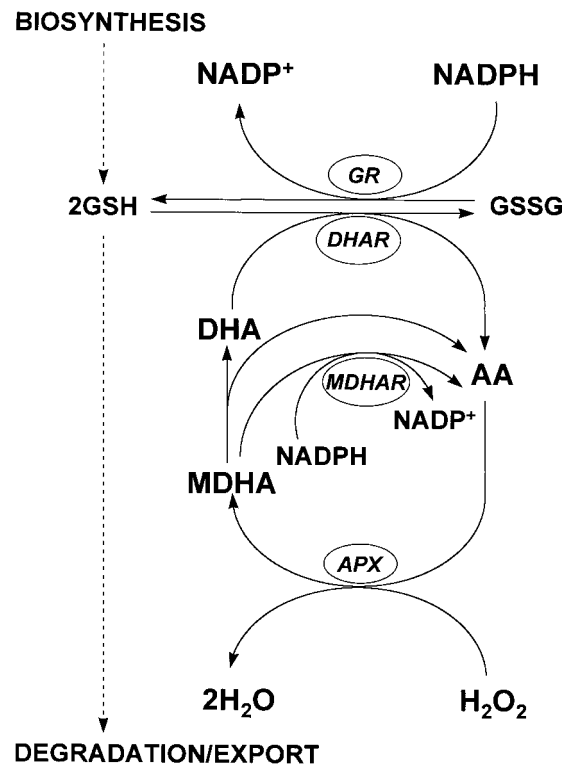 BIOSYNTHESIS
NADP⁺ NADPH
GR
2GSH GSSG
DHAR
DHA
AA
MDHAR
NADP⁺
NADPH
MDHA
APX
2H₂O H₂O₂
DEGRADATION/EXPORT